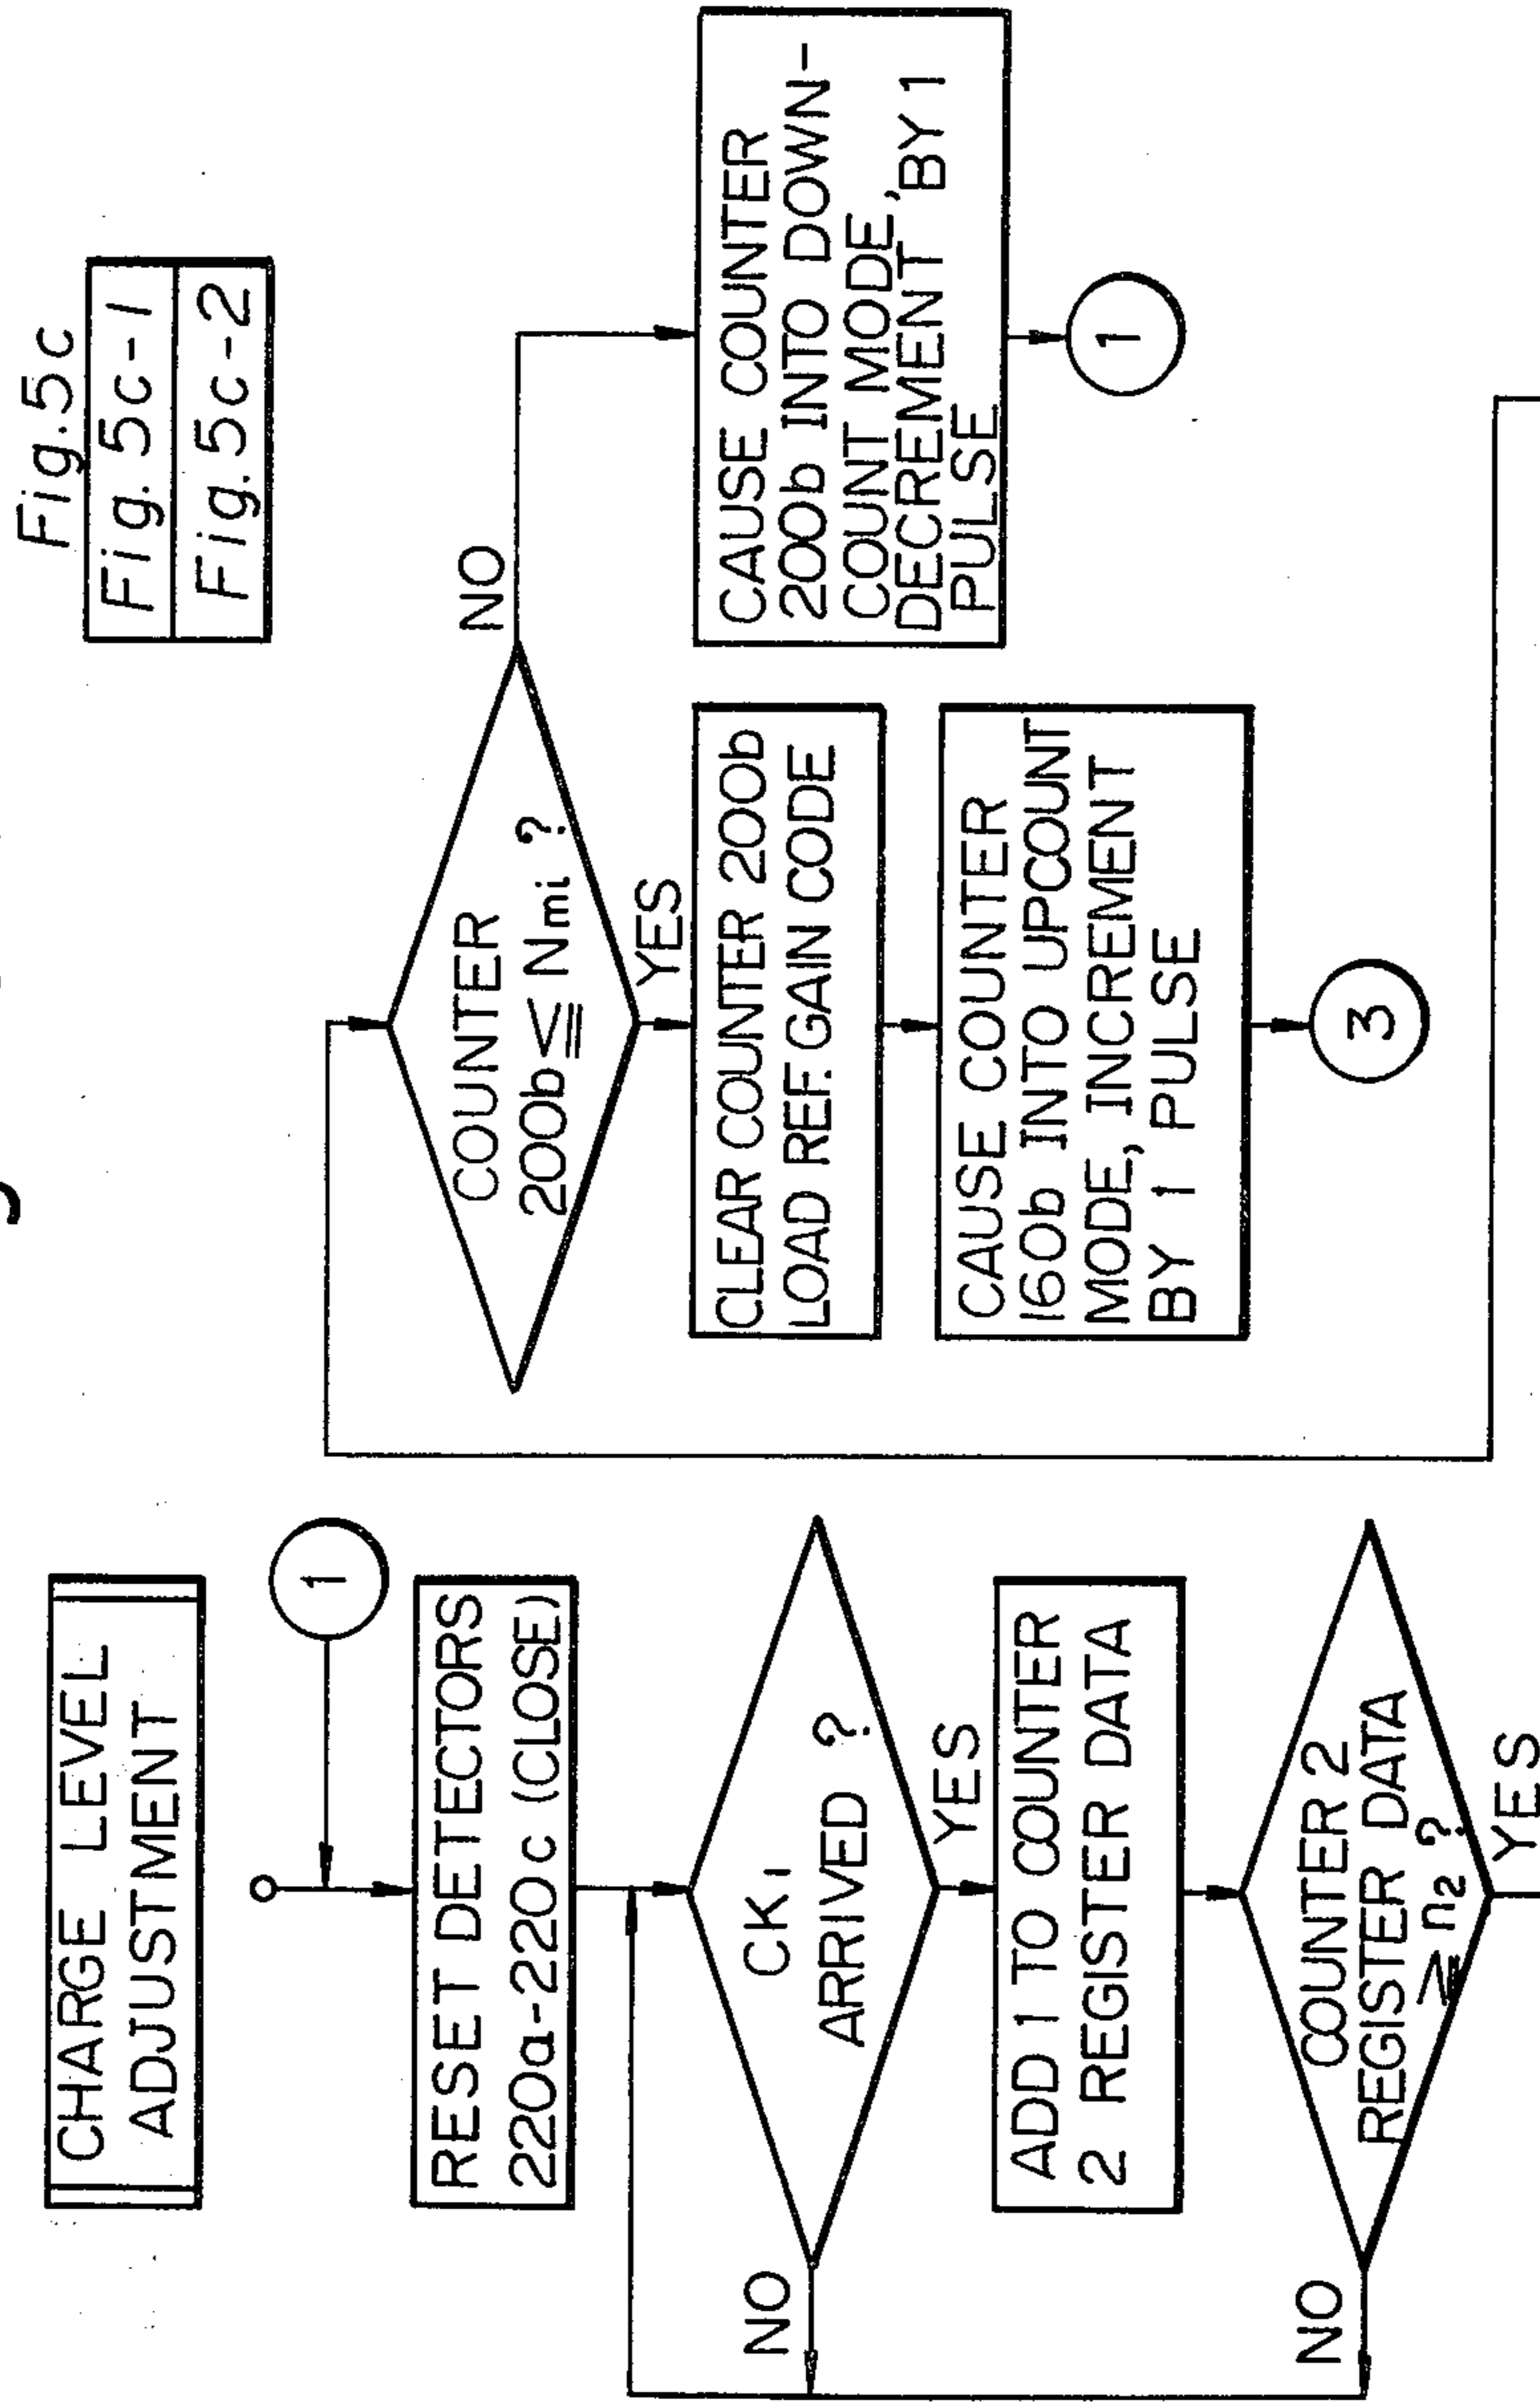 Fig.5c
Fig. 5c-1
Fig.5c-2
CHARGE LEVEL
ADJUSTMENT
1
RESET DETECTORS
220a-220c (CLOSE)
CK1
ARRIVED ?
NO
YES
ADD 1 TO COUNTER
2 REGISTER DATA
COUNTER 2
REGISTER DATA
≧ n2 ?
NO
YES
COUNTER
200b ≦ Nmi ?
NO
YES
CLEAR COUNTER 200b
LOAD REF. GAIN CODE
CAUSE COUNTER
160b INTO UPCOUNT
MODE, INCREMENT
BY 1 PULSE
3
CAUSE COUNTER
200b INTO DOWN-
COUNT MODE,
DECREMENT BY 1
PULSE
1